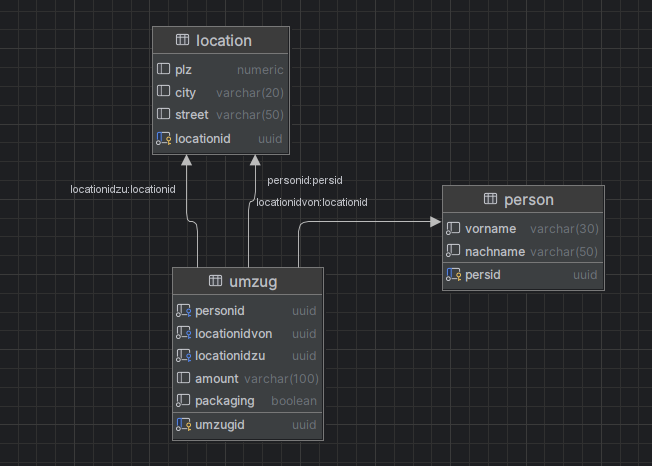 location
plz numeric
city varchar(20)
street varchar(50)
locationid uuid
personid:persid
locationidzu:locationid
locationidvon:locationid
person
vorname varchar(30)
nachname varchar(50)
persid uuid
umzug
personid uuid
locationidvon uuid
locationidzu uuid
amount varchar(100)
packaging boolean
umzugid uuid